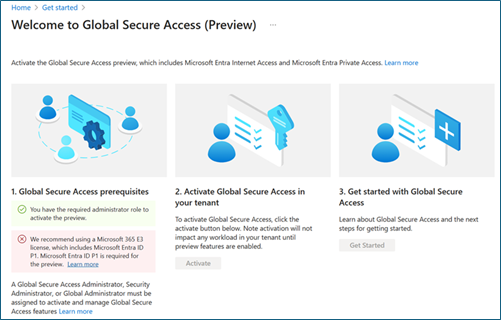 Home > Get started >
Welcome to Global Secure Access (Preview) ...
Activate the Global Secure Access preview, which includes Microsoft Entra Internet Access and Microsoft Entra Private Access. Learn more
1. Global Secure Access prerequisites
You have the required administrator role to
activate the preview.
We recommend using a Microsoft 365 E3
license, which includes Microsoft Entra ID
P1. Microsoft Entra ID P1 is required for
the preview. Learn more
A Global Secure Access Administrator, Security
Administrator, or Global Administrator must be
assigned to activate and manage Global Secure
Access features Learn more
2. Activate Global Secure Access in
your tenant
To activate Global Secure Access, click the
activate button below. Note activation will not
impact any workload in your tenant until
preview features are enabled.
Activate
3. Get started with Global Secure
Access
Learn about Global Secure Access and the next
steps for getting started.
Get Started